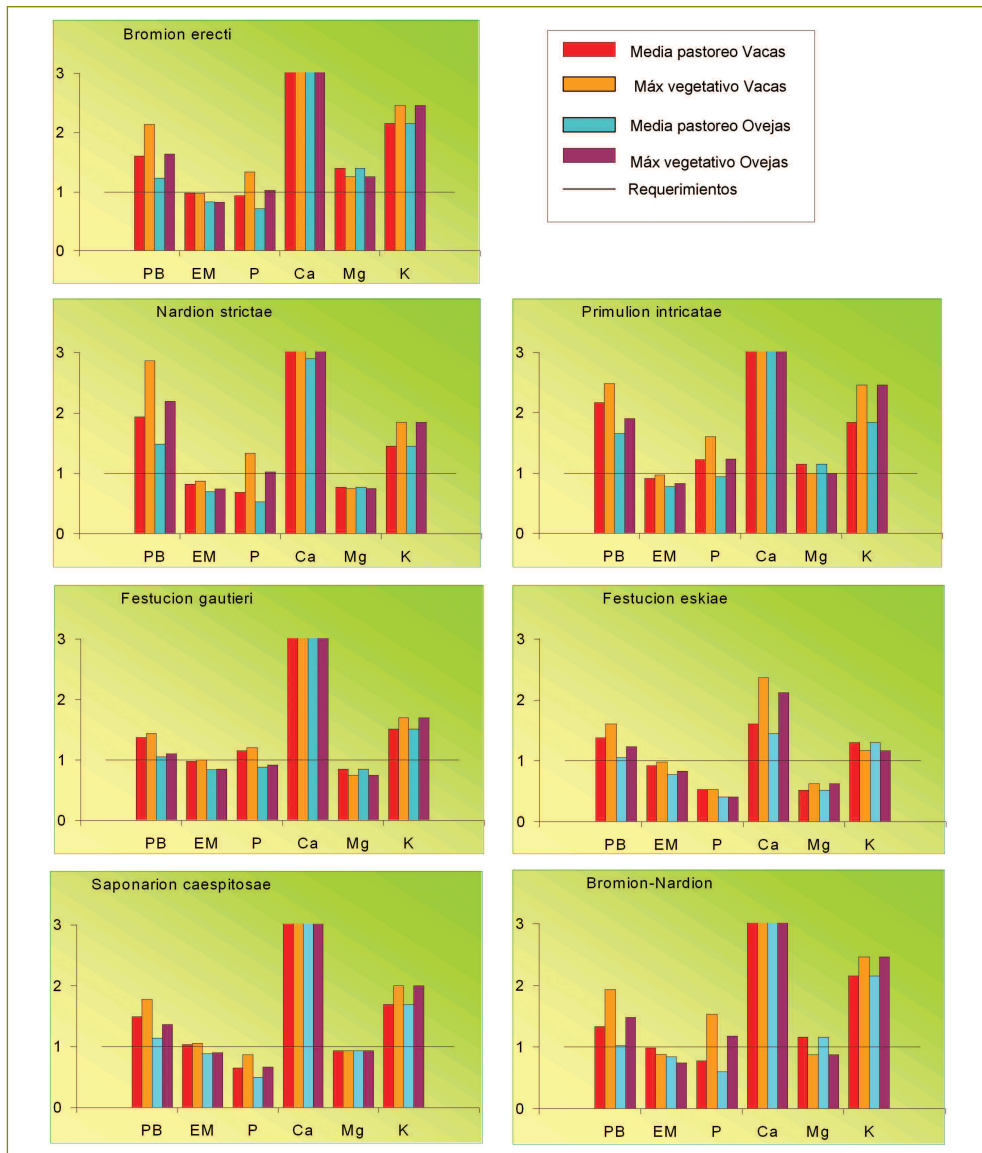 Bromion erecti
3
2
1
0
PB EM P Ca Mg K
Media pastoreo Vacas
Máx vegetativo Vacas
Media pastoreo Ovejas
Máx vegetativo Ovejas
Requerimientos
Nardion strictae
3
2
1
0
PB EM P Ca Mg K
Primulion intricatae
3
2
1
0
PB EM P Ca Mg K
Festucion gautieri
3
2
1
0
PB EM P Ca Mg K
Festucion eskiae
3
2
1
0
PB EM P Ca Mg K
Saponarion caespitosae
3
2
1
0
PB EM P Ca Mg K
Bromion-Nardion
3
2
1
0
PB EM P Ca Mg K